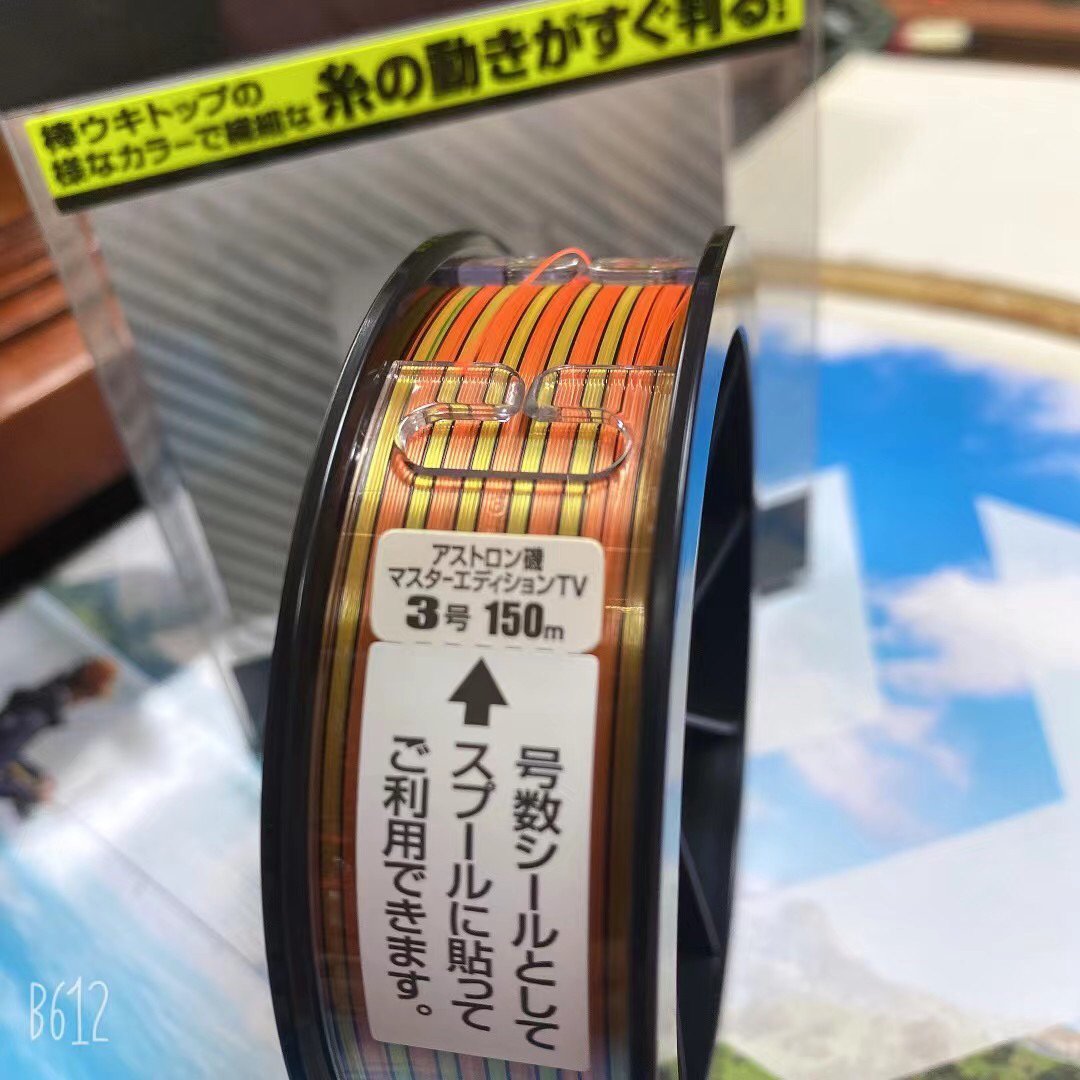 棒ウキトップの
様なカラーで繊細な
糸の動きがすぐ判る!
アストロン磯
マスターエディションTV
3号 150m
号数シールとして
スプールに貼って
ご利用できます。
B612